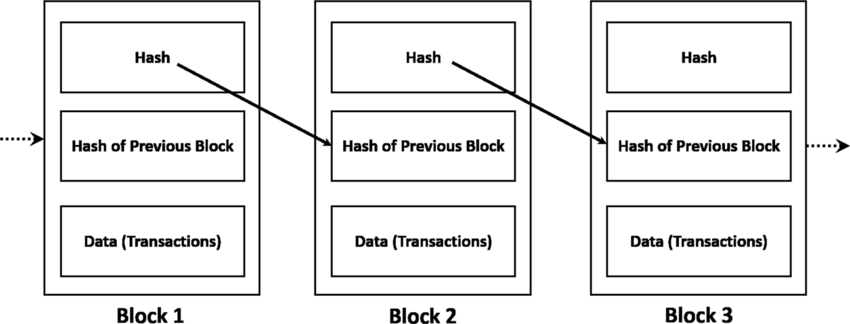 Hash
Hash of Previous Block
Data (Transactions)
Block 1
Hash
Hash of Previous Block
Data (Transactions)
Block 2
Hash
Hash of Previous Block
Data (Transactions)
Block 3